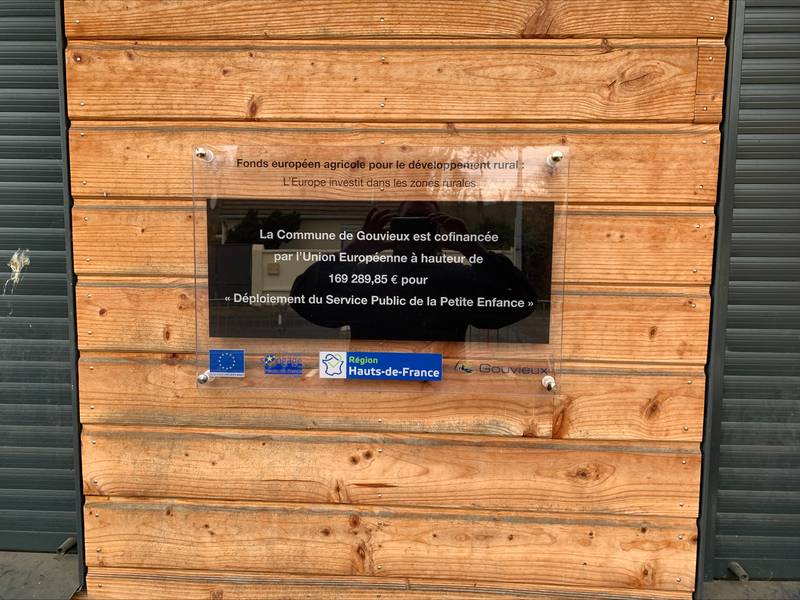 Fonds européen agricole pour le développement rural :
L'Europe investit dans les zones rurales
La Commune de Gouvieux est cofinancée
par l'Union Européenne à hauteur de
169 289,85 € pour
« Déploiement du Service Public de la Petite Enfance »
Région
Hauts-de-France
Gouvieux